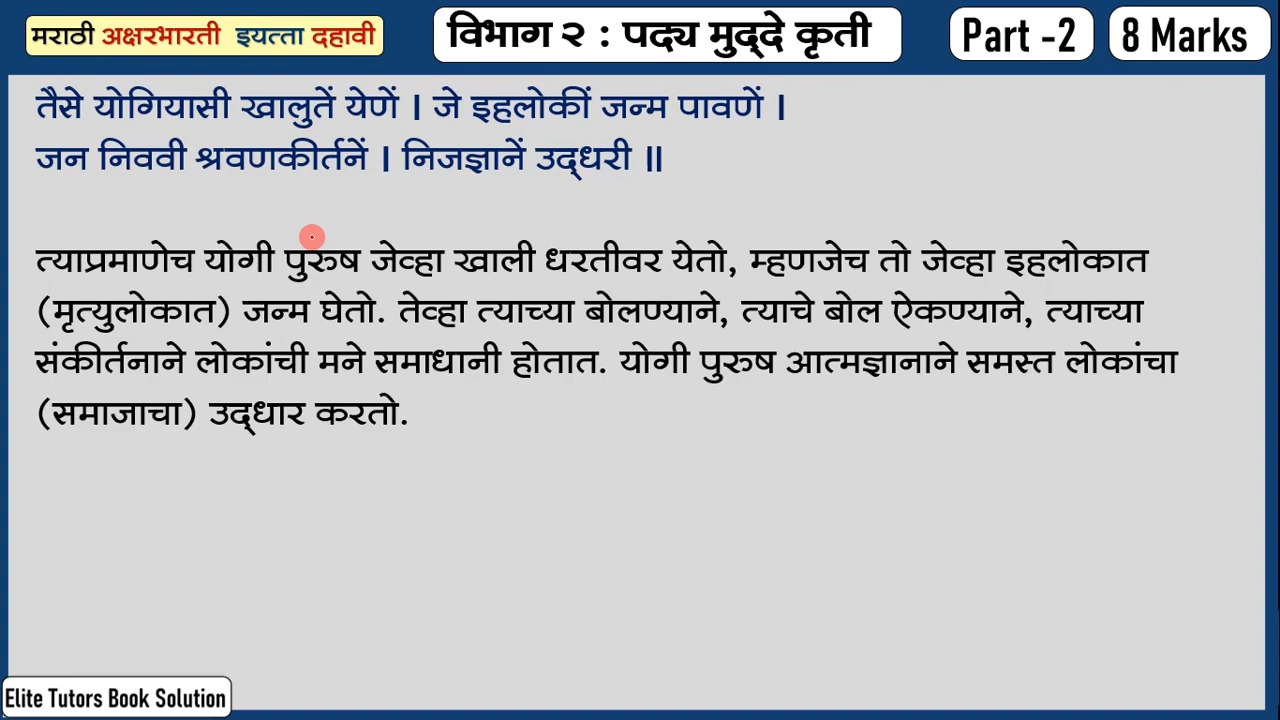 मराठी अक्षरभारती इयत्ता दहावी
विभाग २ : पद्य मुद्‌दे कृती
Part -2
8 Marks
तैसे योगियासी खालुतें येणें । जे इहलोकीं जन्म पावणें ।
जन निववी श्रवणकीर्तनें । निजज्ञानें उद्‌धरी ॥
त्याप्रमाणेच योगी पुरुष जेव्हा खाली धरतीवर येतो, म्हणजेच तो जेव्हा इहलोकात
(मृत्युलोकात) जन्म घेतो. तेव्हा त्याच्या बोलण्याने, त्याचे बोल ऐकण्याने, त्याच्या
संकीर्तनाने लोकांची मने समाधानी होतात. योगी पुरुष आत्मज्ञानाने समस्त लोकांचा
(समाजाचा) उद्‌धार करतो.
Elite Tutors Book Solution